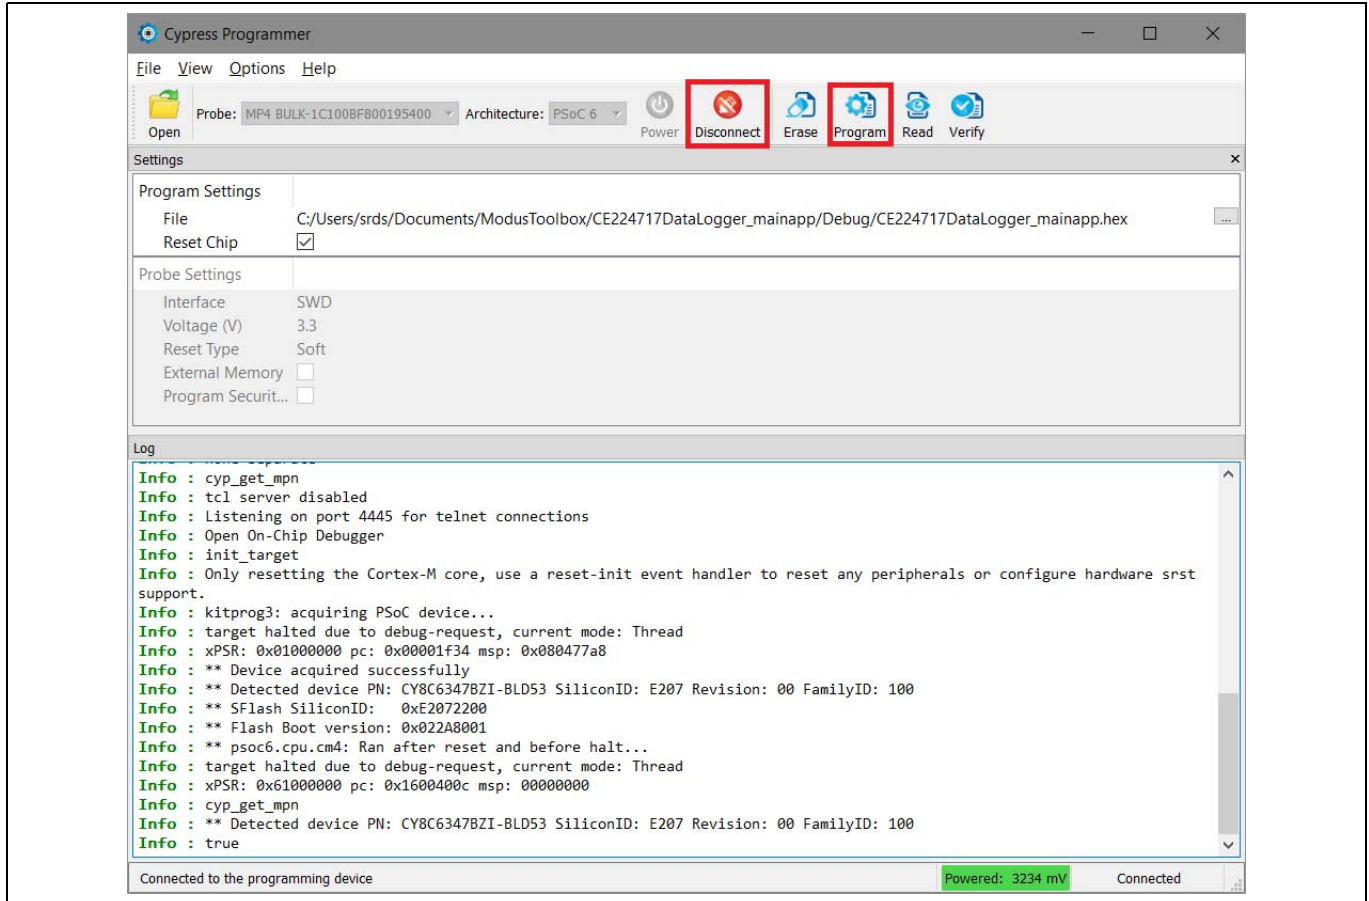 Cypress Programmer
File View Options Help
Open Probe: MP4 BULK-1C100BF800195400 Architecture: PSoC 6 Power Disconnect Erase Program Read Verify
Settings
Program Settings
File C:/Users/srds/Documents/ModusToolbox/CE224717DataLogger_mainapp/Debug/CE224717DataLogger_mainapp.hex ...
Reset Chip
Probe Settings
Interface SWD
Voltage (V) 3.3
Reset Type Soft
External Memory
Program Securit...
Log
Info : cyp_get_mpn
Info : tcl server disabled
Info : Listening on port 4445 for telnet connections
Info : Open On-Chip Debugger
Info : init_target
Info : Only resetting the Cortex-M core, use a reset-init event handler to reset any peripherals or configure hardware srst
support.
Info : kitprog3: acquiring PSoC device...
Info : target halted due to debug-request, current mode: Thread
Info : xPSR: 0x01000000 pc: 0x00001f34 msp: 0x080477a8
Info : ** Device acquired successfully
Info : ** Detected device PN: CY8C6347BZI-BLD53 SiliconID: E207 Revision: 00 FamilyID: 100
Info : ** SFlash SiliconID: 0xE2072200
Info : ** Flash Boot version: 0x022A8001
Info : ** psoc6.cpu.cm4: Ran after reset and before halt...
Info : target halted due to debug-request, current mode: Thread
Info : xPSR: 0x61000000 pc: 0x1600400c msp: 00000000
Info : cyp_get_mpn
Info : ** Detected device PN: CY8C6347BZI-BLD53 SiliconID: E207 Revision: 00 FamilyID: 100
Info : true
Connected to the programming device Powered: 3234 mV Connected